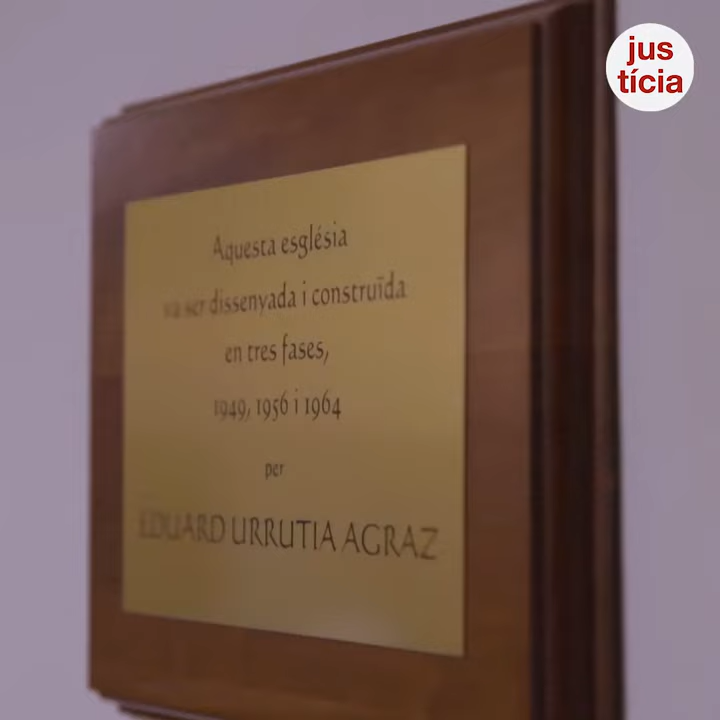 jus
tícia
Aquesta església
va ser dissenyada i construïda
en tres fases,
1949, 1956 i 1964
per
EDUARD URRUTIA AGRAZ